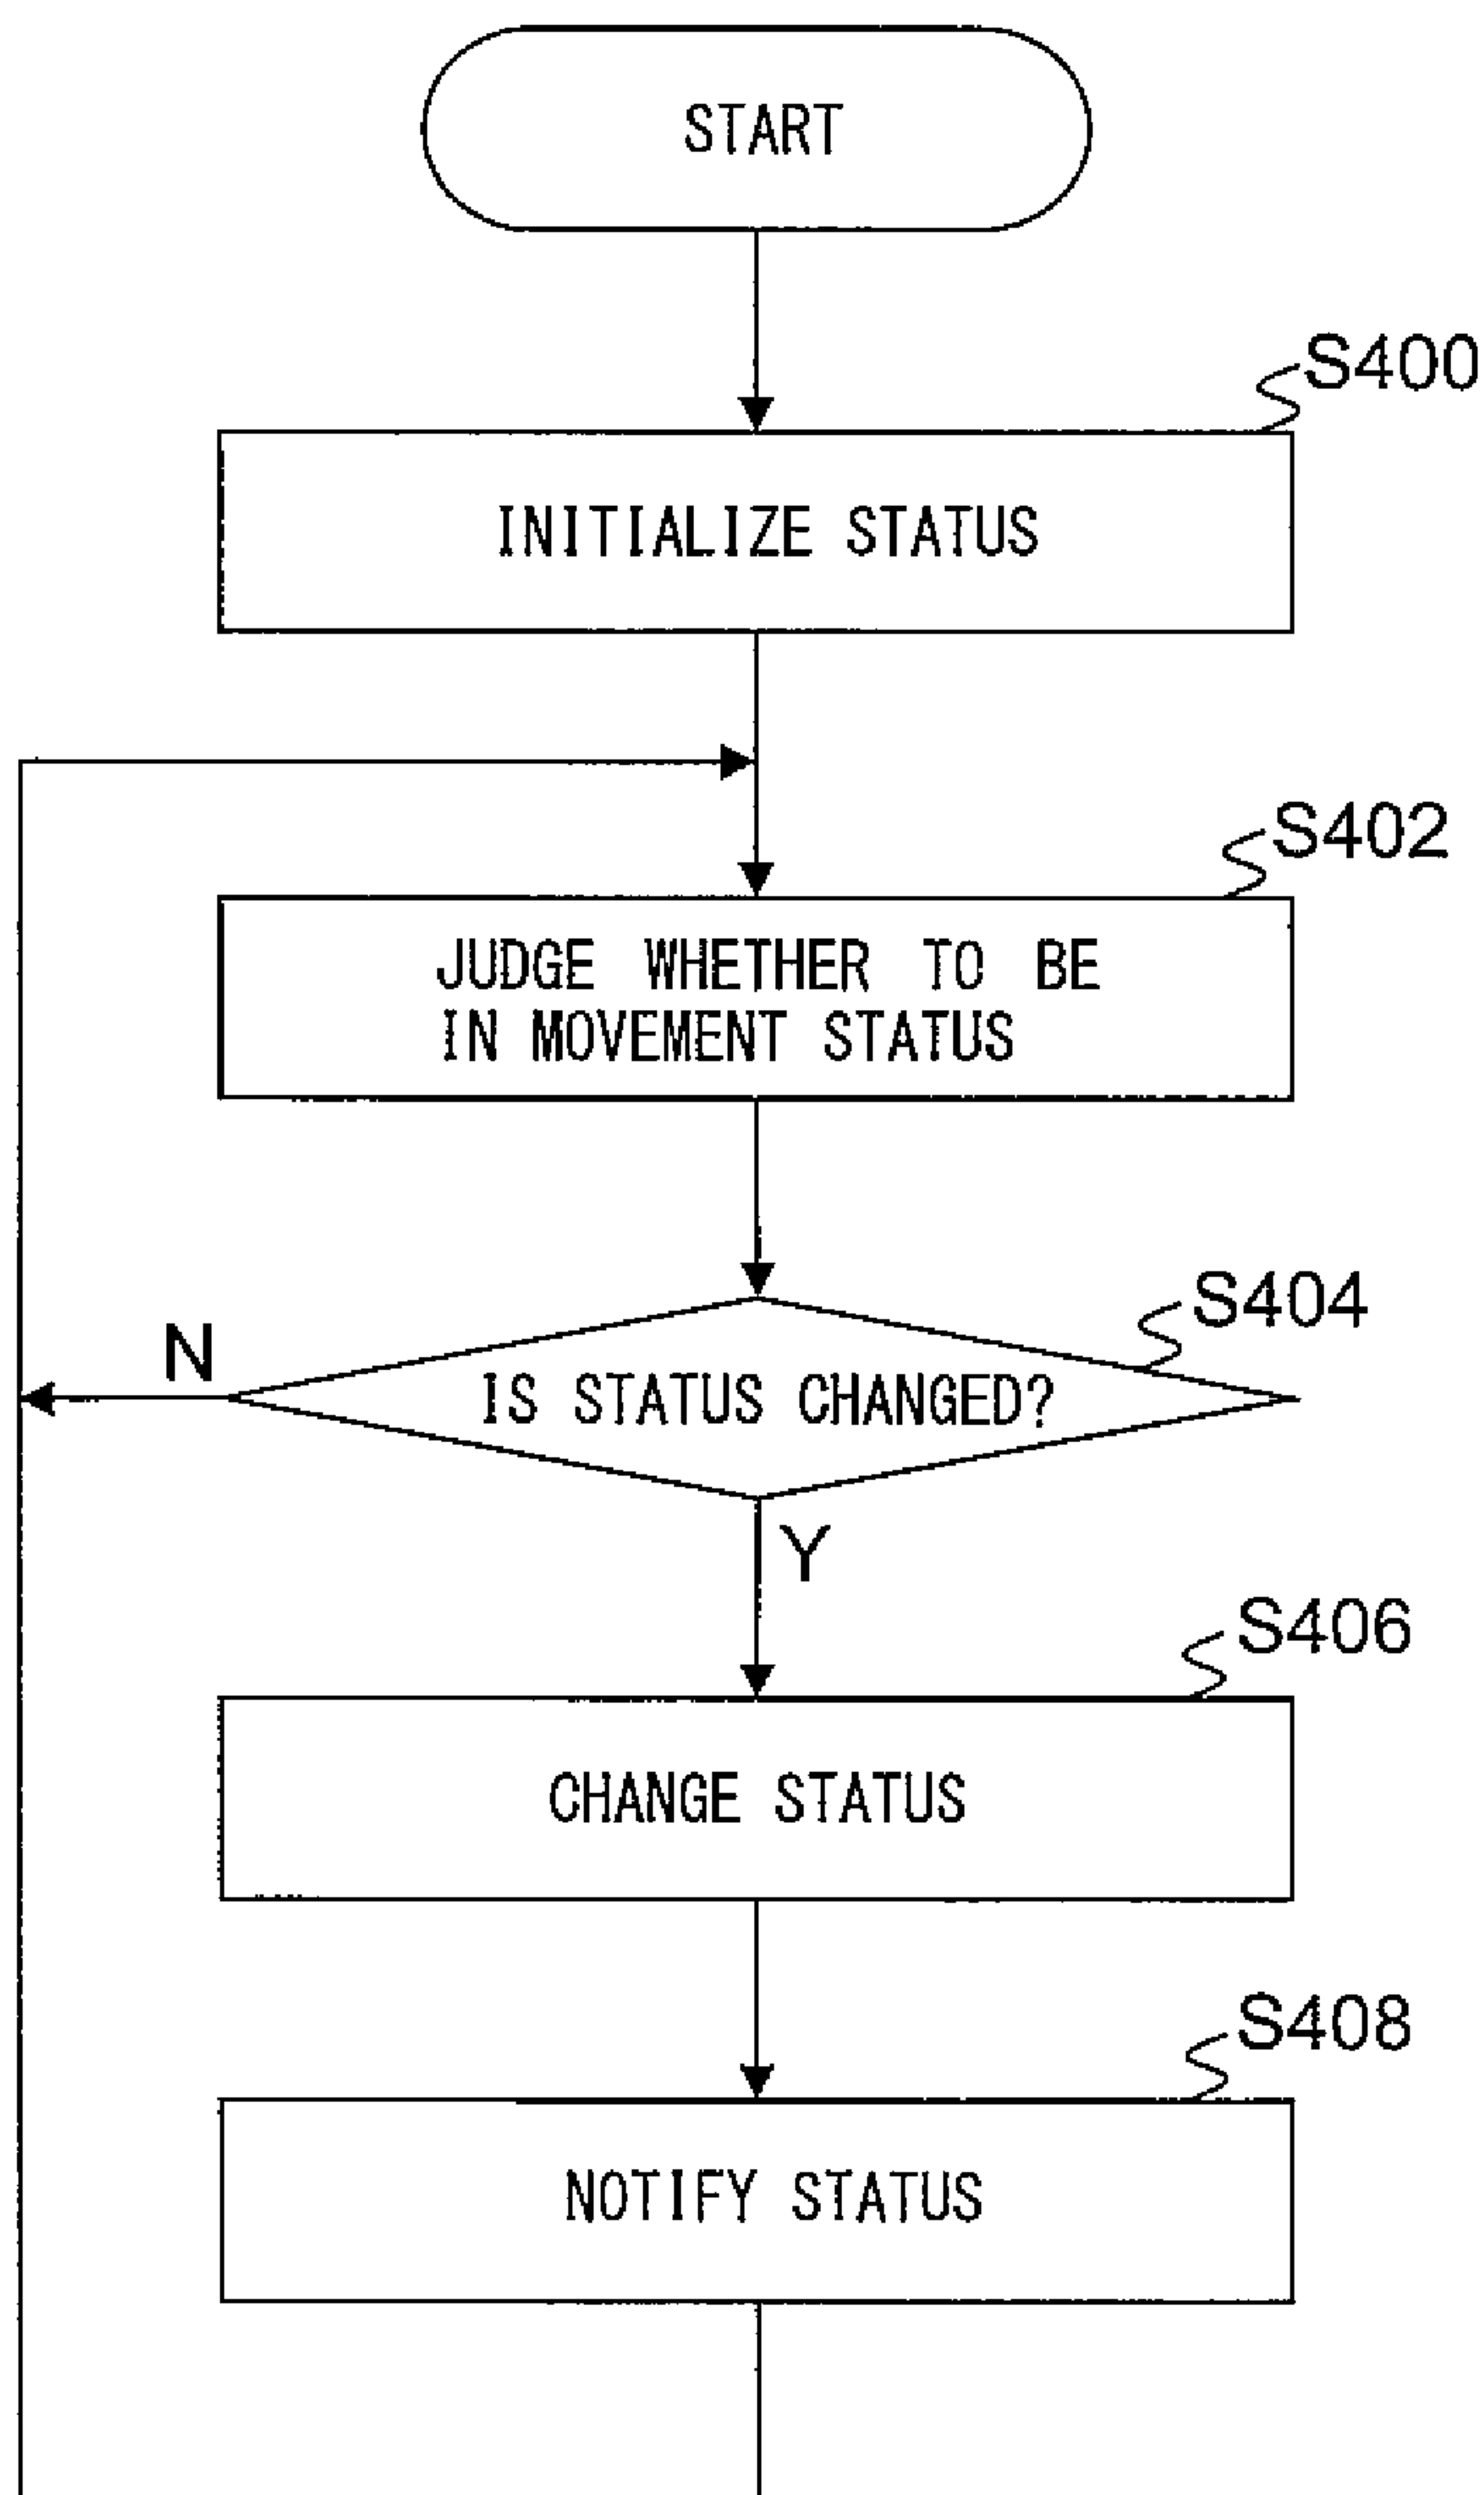 START
S400
INITIALIZE STATUS
S402
JUDGE WHETHER TO BE
IN MOVEMENT STATUS
S404
N
IS STATUS CHANGED?
Y
S406
CHANGE STATUS
S408
NOTIFY STATUS